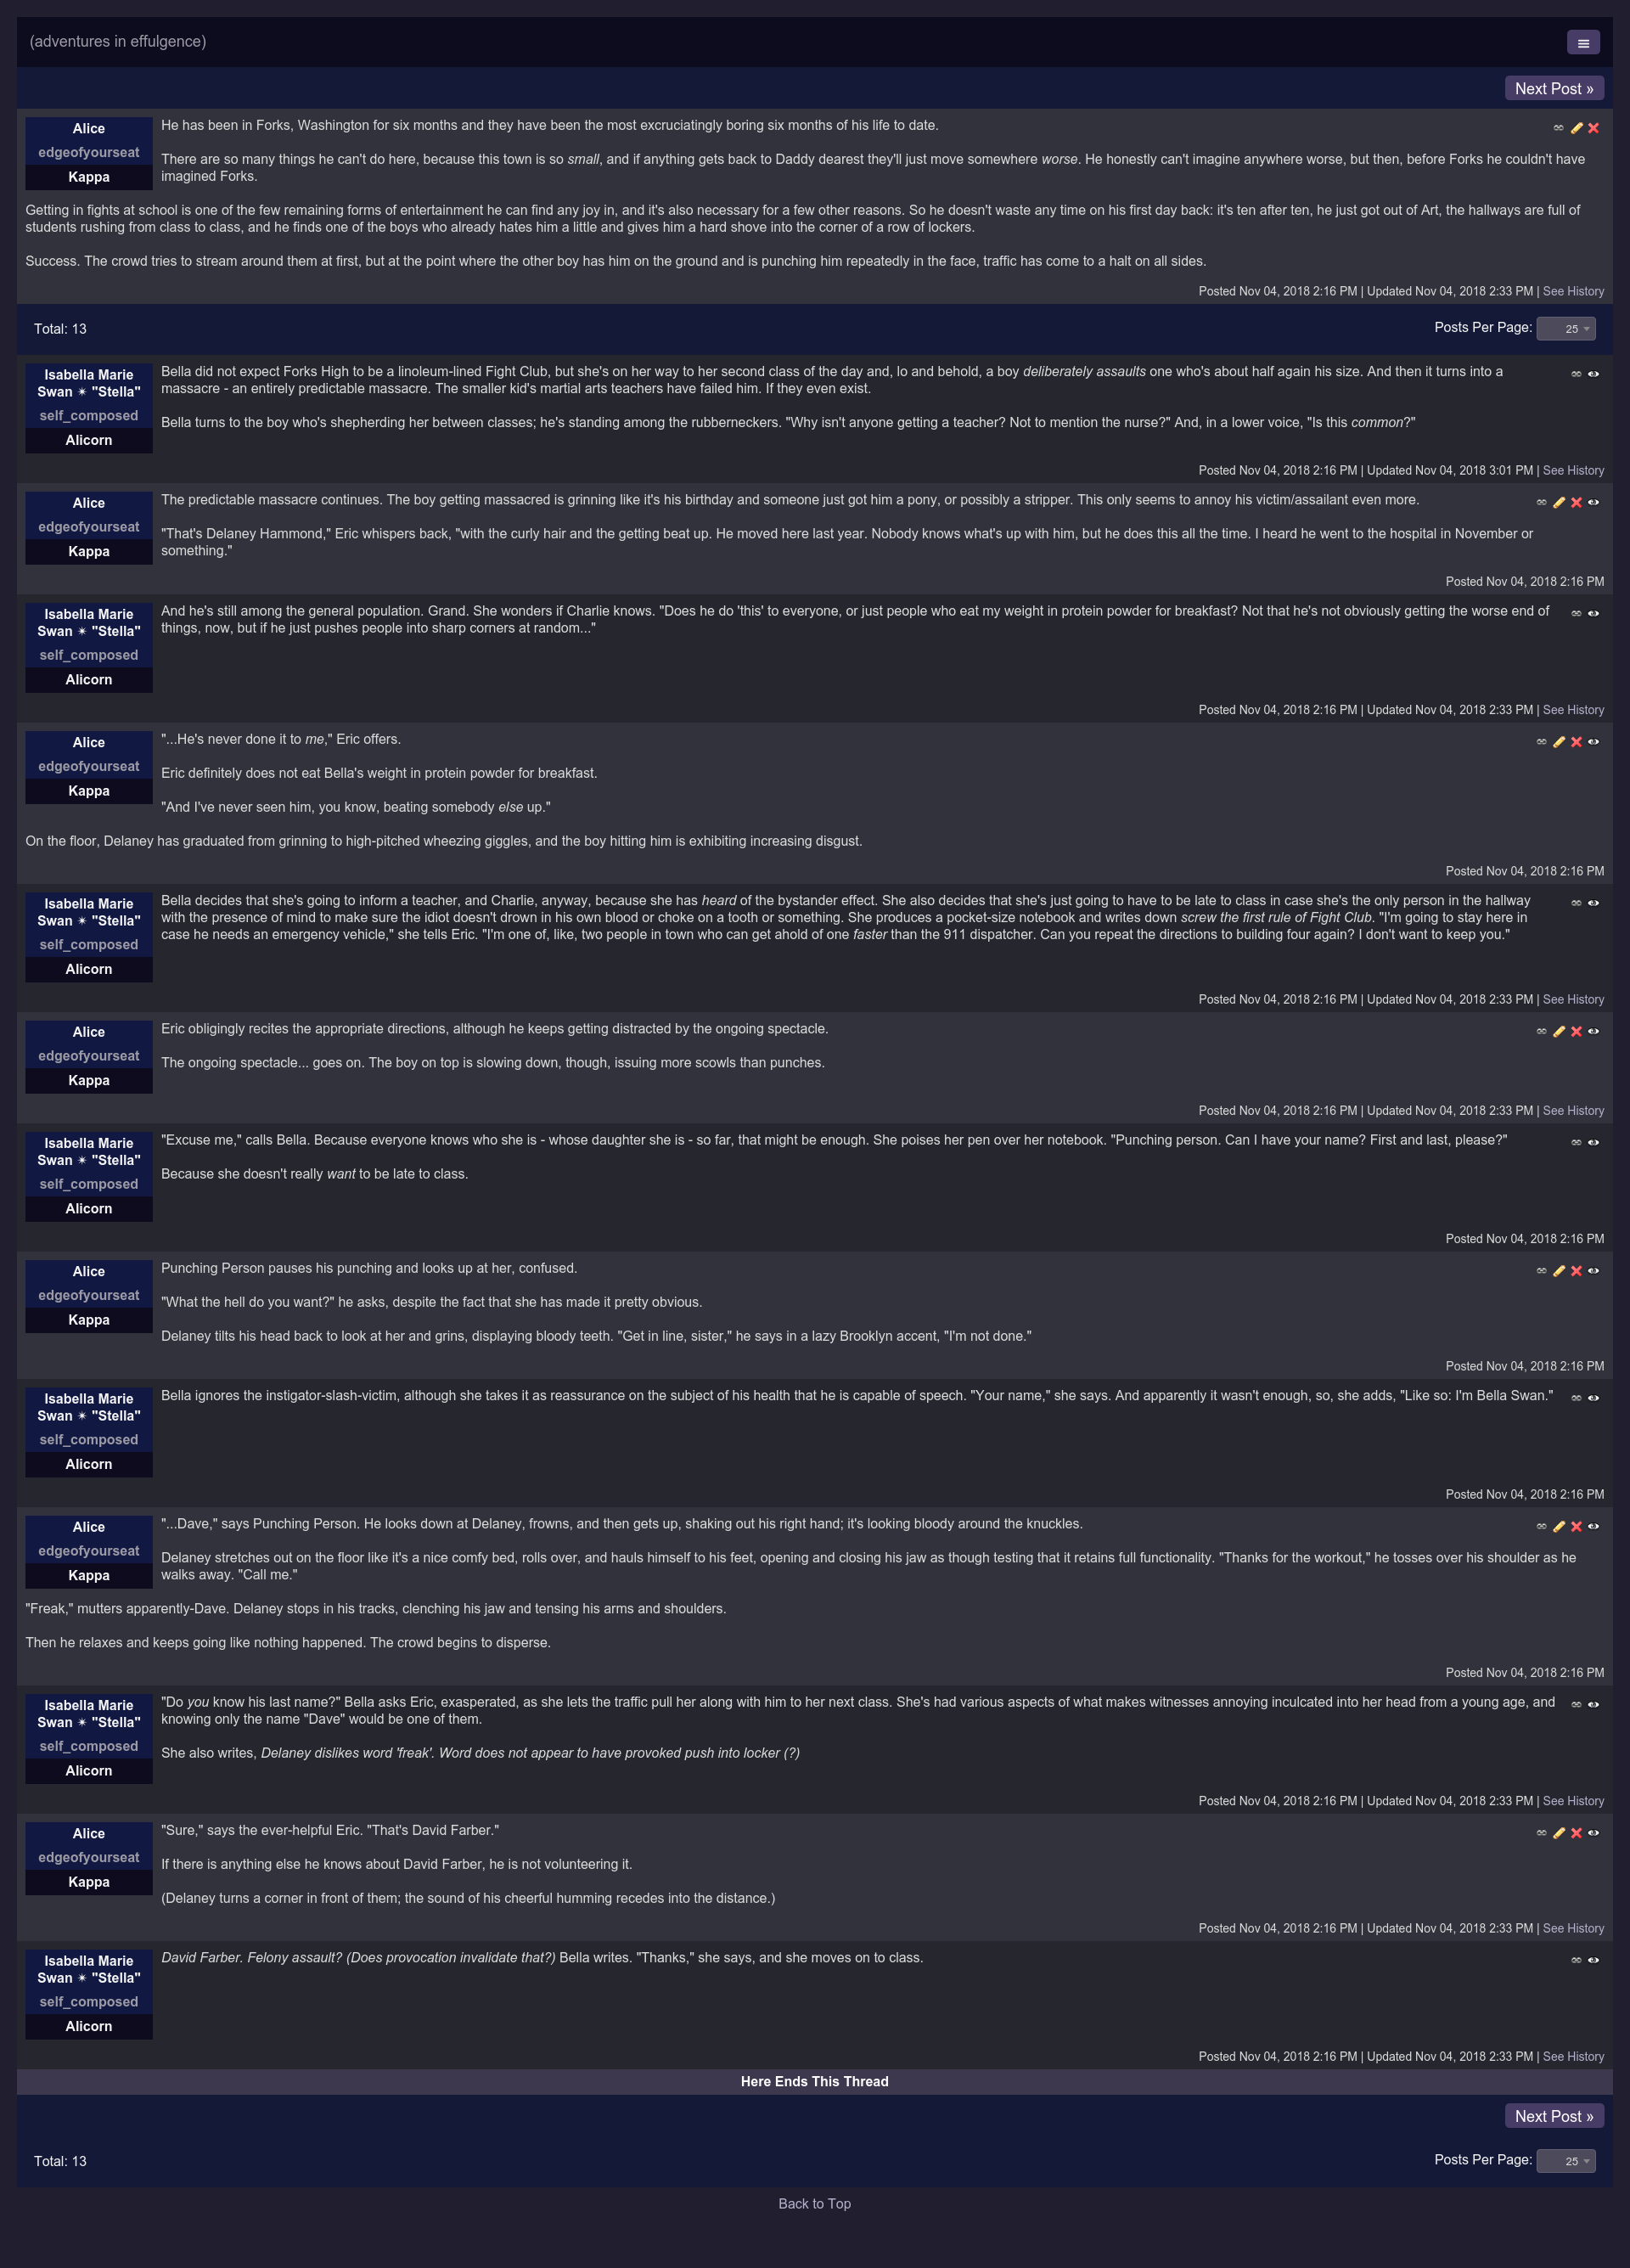 (adventures in effulgence)
Next Post »
Alice
edgeofyourseat
Kappa
He has been in Forks, Washington for six months and they have been the most excruciatingly boring six months of his life to date.
There are so many things he can't do here, because this town is so small, and if anything gets back to Daddy dearest they'll just move somewhere worse. He honestly can't imagine anywhere worse, but then, before Forks he couldn't have
imagined Forks.
Getting in fights at school is one of the few remaining forms of entertainment he can find any joy in, and it's also necessary for a few other reasons. So he doesn't waste any time on his first day back: it's ten after ten, he just got out of Art, the hallways are full of
students rushing from class to class, and he finds one of the boys who already hates him a little and gives him a hard shove into the corner of a row of lockers.
Success. The crowd tries to stream around them at first, but at the point where the other boy has him on the ground and is punching him repeatedly in the face, traffic has come to a halt on all sides.
Posted Nov 04, 2018 2:16 PM | Updated Nov 04, 2018 2:33 PM | See History
Total: 13
Posts Per Page: 25
Isabella Marie
Swan ✴ "Stella"
self_composed
Alicorn
Bella did not expect Forks High to be a linoleum-lined Fight Club, but she's on her way to her second class of the day and, lo and behold, a boy deliberately assaults one who's about half again his size. And then it turns into a
massacre - an entirely predictable massacre. The smaller kid's martial arts teachers have failed him. If they even exist.
Bella turns to the boy who's shepherding her between classes; he's standing among the rubberneckers. "Why isn't anyone getting a teacher? Not to mention the nurse?" And, in a lower voice, "Is this common?"
Posted Nov 04, 2018 2:16 PM | Updated Nov 04, 2018 3:01 PM | See History
Alice
edgeofyourseat
Kappa
The predictable massacre continues. The boy getting massacred is grinning like it's his birthday and someone just got him a pony, or possibly a stripper. This only seems to annoy his victim/assailant even more.
"That's Delaney Hammond," Eric whispers back, "with the curly hair and the getting beat up. He moved here last year. Nobody knows what's up with him, but he does this all the time. I heard he went to the hospital in November or
something."
Posted Nov 04, 2018 2:16 PM
Isabella Marie
Swan ✴ "Stella"
self_composed
Alicorn
And he's still among the general population. Grand. She wonders if Charlie knows. "Does he do 'this' to everyone, or just people who eat my weight in protein powder for breakfast? Not that he's not obviously getting the worse end of
things, now, but if he just pushes people into sharp corners at random..."
Posted Nov 04, 2018 2:16 PM | Updated Nov 04, 2018 2:33 PM | See History
Alice
edgeofyourseat
Kappa
"...He's never done it to me," Eric offers.
Eric definitely does not eat Bella's weight in protein powder for breakfast.
"And I've never seen him, you know, beating somebody else up."
On the floor, Delaney has graduated from grinning to high-pitched wheezing giggles, and the boy hitting him is exhibiting increasing disgust.
Posted Nov 04, 2018 2:16 PM
Isabella Marie
Swan ✴ "Stella"
self_composed
Alicorn
Bella decides that she's going to inform a teacher, and Charlie, anyway, because she has heard of the bystander effect. She also decides that she's just going to have to be late to class in case she's the only person in the hallway
with the presence of mind to make sure the idiot doesn't drown in his own blood or choke on a tooth or something. She produces a pocket-size notebook and writes down screw the first rule of Fight Club. "I'm going to stay here in
case he needs an emergency vehicle," she tells Eric. "I'm one of, like, two people in town who can get ahold of one faster than the 911 dispatcher. Can you repeat the directions to building four again? I don't want to keep you."
Posted Nov 04, 2018 2:16 PM | Updated Nov 04, 2018 2:33 PM | See History
Alice
edgeofyourseat
Kappa
Eric obligingly recites the appropriate directions, although he keeps getting distracted by the ongoing spectacle.
The ongoing spectacle... goes on. The boy on top is slowing down, though, issuing more scowls than punches.
Posted Nov 04, 2018 2:16 PM | Updated Nov 04, 2018 2:33 PM | See History
Isabella Marie
Swan ✴ "Stella"
self_composed
Alicorn
"Excuse me," calls Bella. Because everyone knows who she is - whose daughter she is - so far, that might be enough. She poises her pen over her notebook. "Punching person. Can I have your name? First and last, please?"
Because she doesn't really want to be late to class.
Posted Nov 04, 2018 2:16 PM
Alice
edgeofyourseat
Kappa
Punching Person pauses his punching and looks up at her, confused.
"What the hell do you want?" he asks, despite the fact that she has made it pretty obvious.
Delaney tilts his head back to look at her and grins, displaying bloody teeth. "Get in line, sister," he says in a lazy Brooklyn accent, "I'm not done."
Posted Nov 04, 2018 2:16 PM
Isabella Marie
Swan ✴ "Stella"
self_composed
Alicorn
Bella ignores the instigator-slash-victim, although she takes it as reassurance on the subject of his health that he is capable of speech. "Your name," she says. And apparently it wasn't enough, so, she adds, "Like so: I'm Bella Swan."
Posted Nov 04, 2018 2:16 PM
Alice
edgeofyourseat
Kappa
"...Dave," says Punching Person. He looks down at Delaney, frowns, and then gets up, shaking out his right hand; it's looking bloody around the knuckles.
Delaney stretches out on the floor like it's a nice comfy bed, rolls over, and hauls himself to his feet, opening and closing his jaw as though testing that it retains full functionality. "Thanks for the workout," he tosses over his shoulder as he
walks away. "Call me."
"Freak," mutters apparently-Dave. Delaney stops in his tracks, clenching his jaw and tensing his arms and shoulders.
Then he relaxes and keeps going like nothing happened. The crowd begins to disperse.
Posted Nov 04, 2018 2:16 PM
Isabella Marie
Swan ✴ "Stella"
self_composed
Alicorn
"Do you know his last name?" Bella asks Eric, exasperated, as she lets the traffic pull her along with him to her next class. She's had various aspects of what makes witnesses annoying inculcated into her head from a young age, and
knowing only the name "Dave" would be one of them.
She also writes, Delaney dislikes word 'freak'. Word does not appear to have provoked push into locker (?)
Posted Nov 04, 2018 2:16 PM | Updated Nov 04, 2018 2:33 PM | See History
Alice
edgeofyourseat
Kappa
"Sure," says the ever-helpful Eric. "That's David Farber."
If there is anything else he knows about David Farber, he is not volunteering it.
(Delaney turns a corner in front of them; the sound of his cheerful humming recedes into the distance.)
Posted Nov 04, 2018 2:16 PM | Updated Nov 04, 2018 2:33 PM | See History
Isabella Marie
Swan ✴ "Stella"
self_composed
Alicorn
David Farber. Felony assault? (Does provocation invalidate that?) Bella writes. "Thanks," she says, and she moves on to class.
Posted Nov 04, 2018 2:16 PM | Updated Nov 04, 2018 2:33 PM | See History
Here Ends This Thread
Next Post »
Total: 13
Posts Per Page: 25
Back to Top